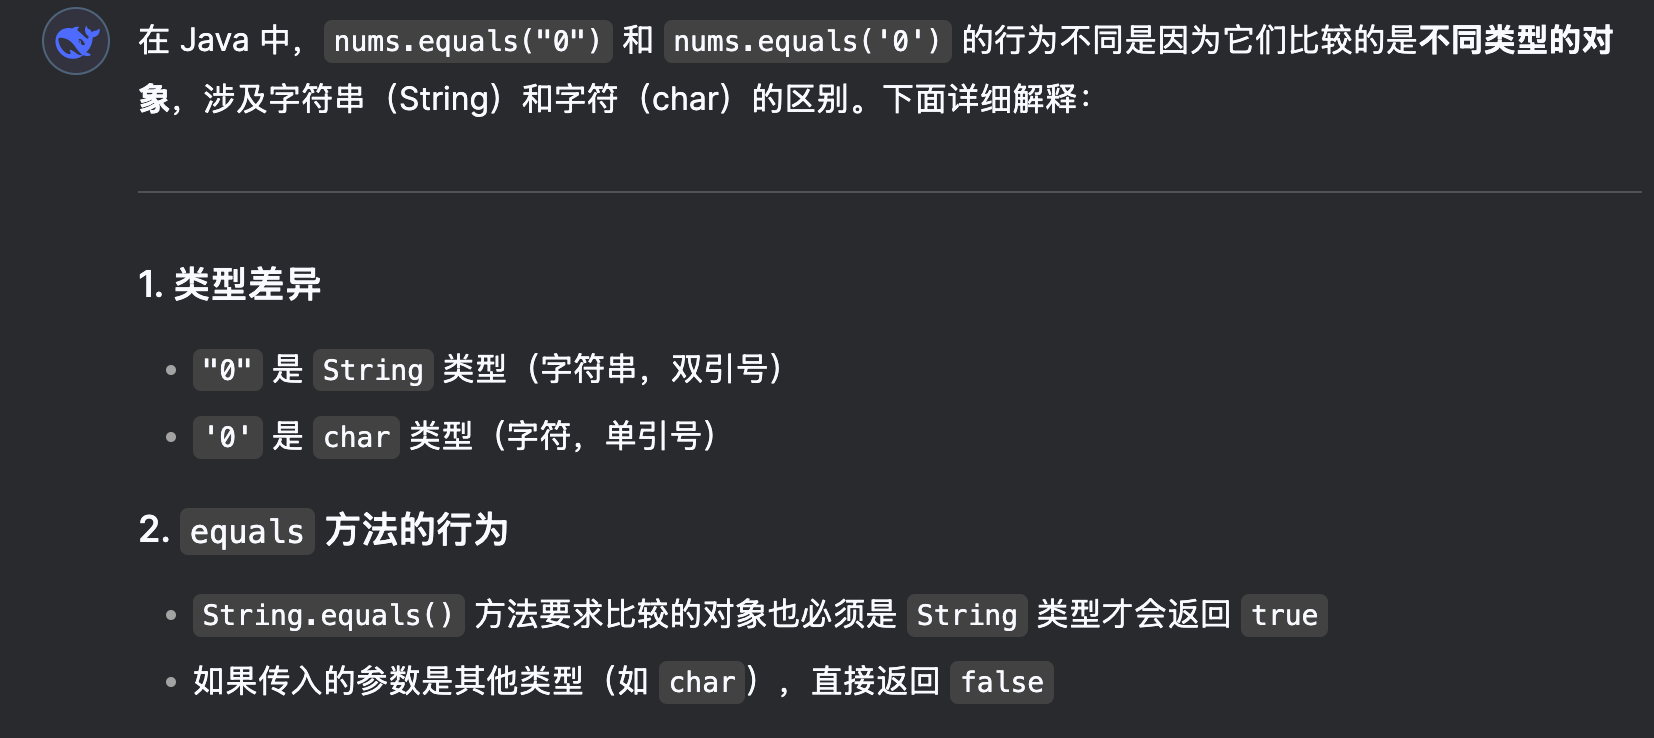 在 Java 中， nums.equals("0") 和 nums.equals('0') 的行为不同是因为它们比较的是不同类型的对
象，涉及字符串（String）和字符（char）的区别。下面详细解释：
1. 类型差异
• "0" 是 String 类型（字符串，双引号）
• '0' 是 char 类型（字符，单引号）
2. equals 方法的行为
• String.equals() 方法要求比较的对象也必须是 String 类型才会返回 true
• 如果传入的参数是其他类型（如 char），直接返回 false